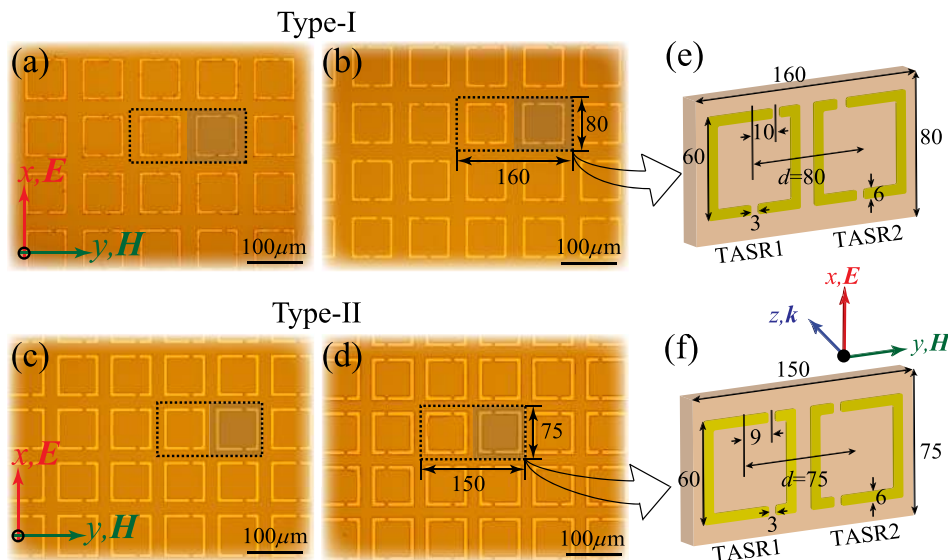 Type-I
(a)
x,E
y,H
100μm
(b)
80
160
100μm
(e)
160
10
60
d=80
80
6
3
TASR1
TASR2
Type-II
(c)
x,E
y,H
100μm
(d)
75
150
100μm
x,E
z,k
y,H
(f)
150
9
60
d=75
75
6
3
TASR1
TASR2